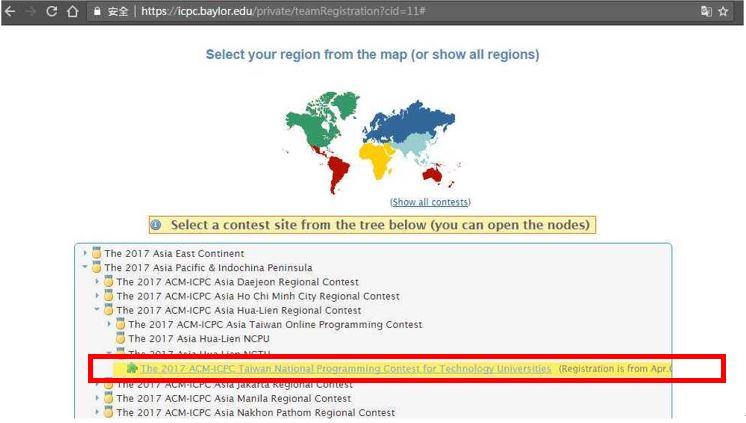 安全 | https://icpc.baylor.edu/private/teamRegistration?cid=11#
Select your region from the map (or show all regions)
(Show all contests)
Select a contest site from the tree below (you can open the nodes)
The 2017 Asia East Continent
The 2017 Asia Pacific & Indochina Peninsula
The 2017 ACM-ICPC Asia Daejeon Regional Contest
The 2017 ACM-ICPC Asia Ho Chi Minh City Regional Contest
The 2017 ACM-ICPC Asia Hua-Lien Regional Contest
The 2017 ACM-ICPC Asia Taiwan Online Programming Contest
The 2017 Asia Hua-Lien NCPU
The 2017 Asia Hua-Lien NCTU
The 2017 ACM-ICPC Taiwan National Programming Contest for Technology Universities (Registration is from Apr.
The 2017 ACM-ICPC Asia Jakarta Regional Contest
The 2017 ACM-ICPC Asia Manila Regional Contest
The 2017 ACM-ICPC Asia Nakhon Pathom Regional Contest